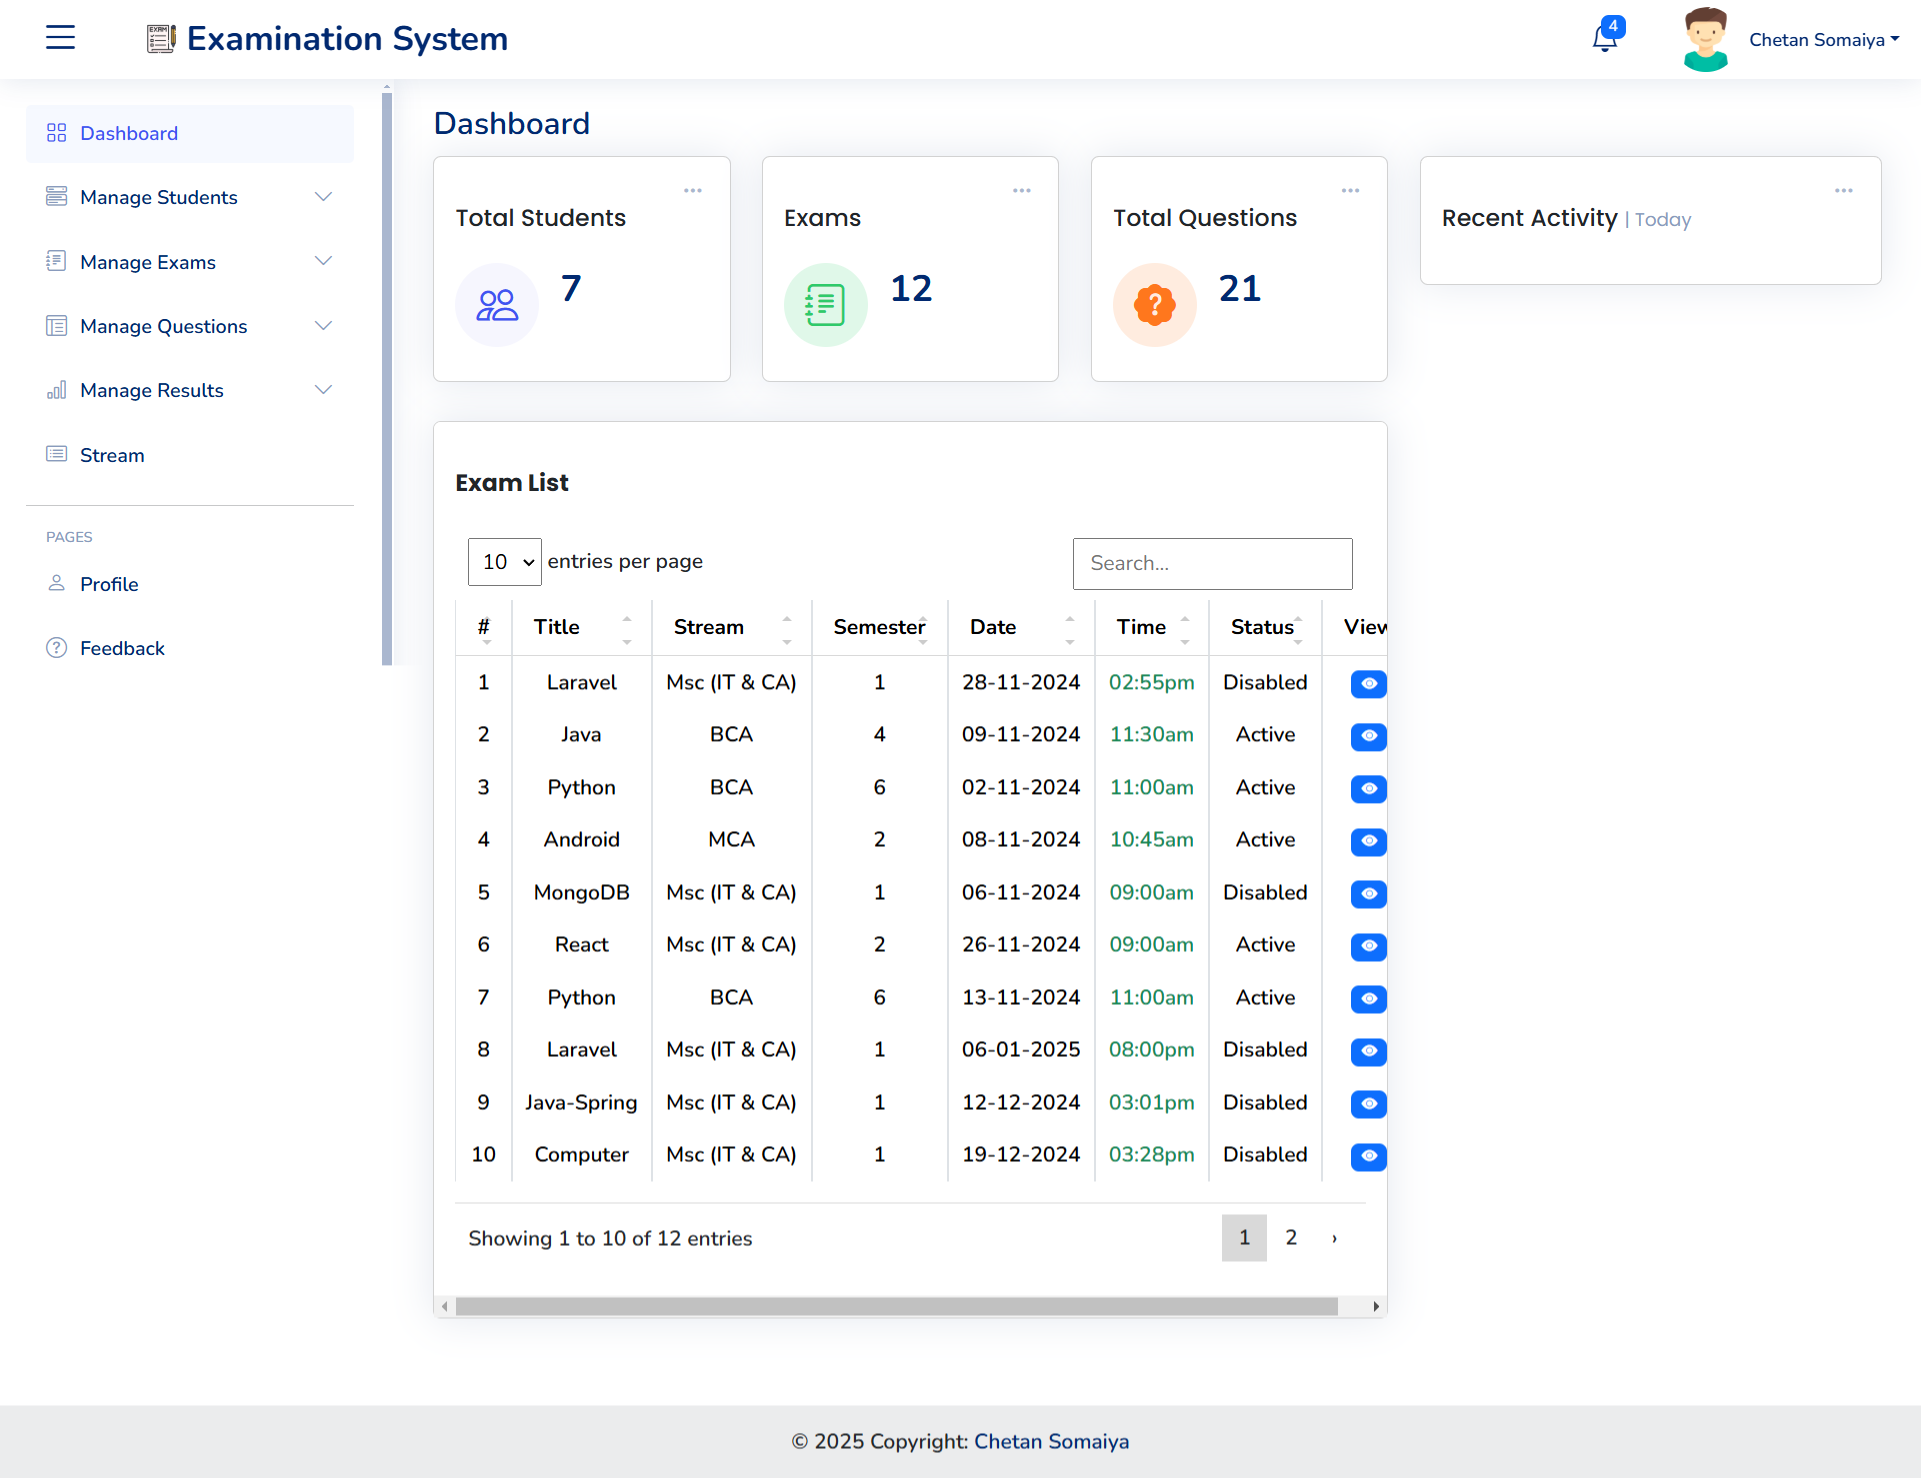 Examination System
4
Chetan Somaiya
Dashboard
Manage Students
Manage Exams
Manage Questions
Manage Results
Stream
PAGES
Profile
Feedback
Dashboard
Total Students
7
Exams
12
Total Questions
21
Recent Activity | Today
Exam List
10 entries per page
Search...
# Title Stream Semester Date Time Status View
1 Laravel Msc (IT & CA) 1 28-11-2024 02:55pm Disabled
2 Java BCA 4 09-11-2024 11:30am Active
3 Python BCA 6 02-11-2024 11:00am Active
4 Android MCA 2 08-11-2024 10:45am Active
5 MongoDB Msc (IT & CA) 1 06-11-2024 09:00am Disabled
6 React Msc (IT & CA) 2 26-11-2024 09:00am Active
7 Python BCA 6 13-11-2024 11:00am Active
8 Laravel Msc (IT & CA) 1 06-01-2025 08:00pm Disabled
9 Java-Spring Msc (IT & CA) 1 12-12-2024 03:01pm Disabled
10 Computer Msc (IT & CA) 1 19-12-2024 03:28pm Disabled
Showing 1 to 10 of 12 entries
1 2 ›
© 2025 Copyright: Chetan Somaiya